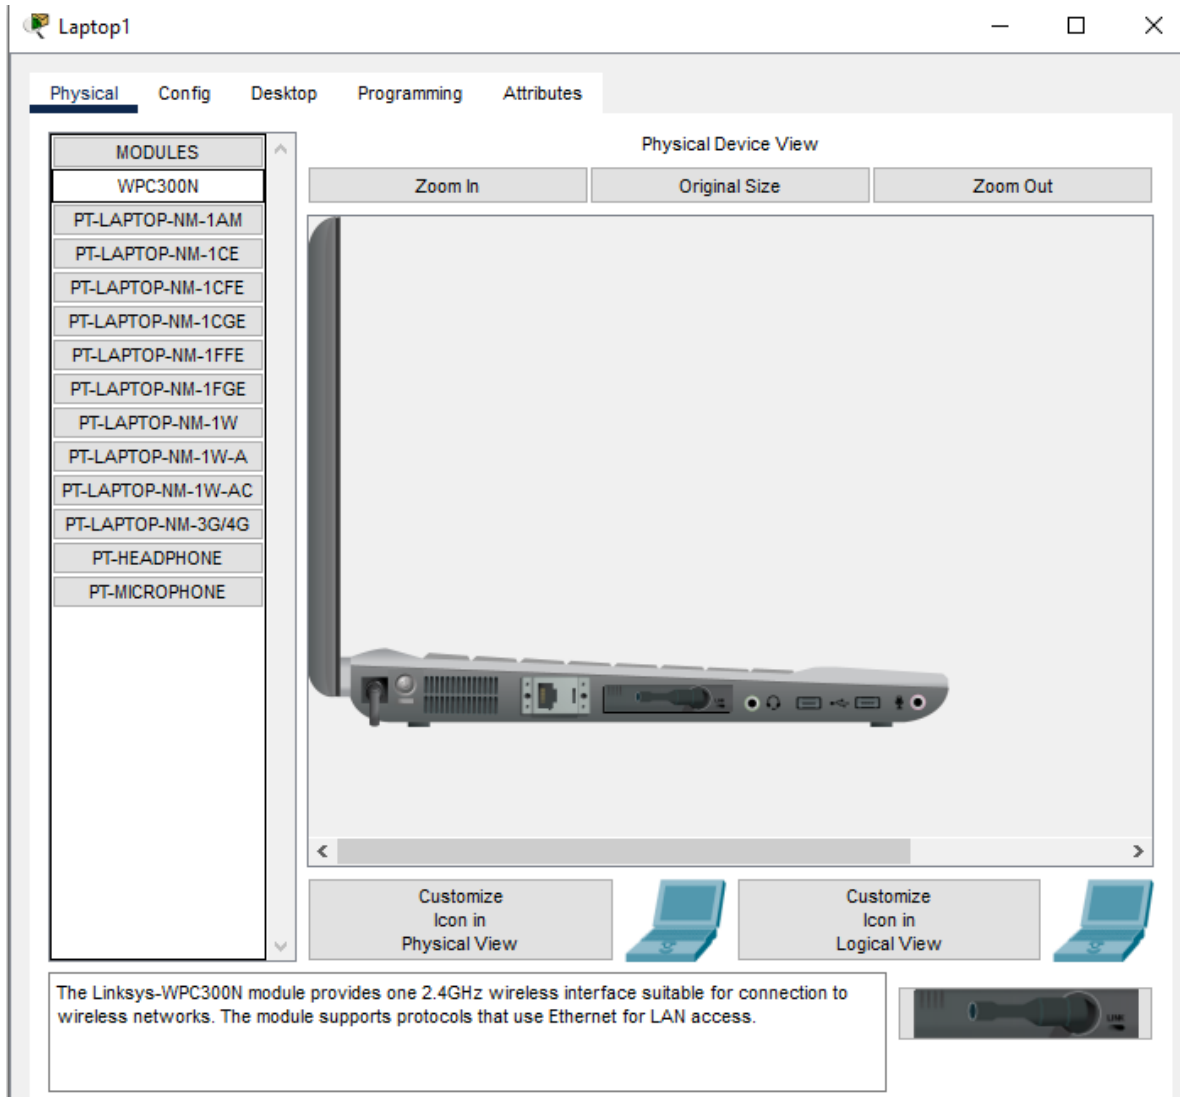 Laptop1
Physical Config Desktop Programming Attributes
MODULES
WPC300N
PT-LAPTOP-NM-1AM
PT-LAPTOP-NM-1CE
PT-LAPTOP-NM-1CFE
PT-LAPTOP-NM-1CGE
PT-LAPTOP-NM-1FFE
PT-LAPTOP-NM-1FGE
PT-LAPTOP-NM-1W
PT-LAPTOP-NM-1W-A
PT-LAPTOP-NM-1W-AC
PT-LAPTOP-NM-3G/4G
PT-HEADPHONE
PT-MICROPHONE
Physical Device View
Zoom In Original Size Zoom Out
Customize
Icon in
Physical View
Customize
Icon in
Logical View
The Linksys-WPC300N module provides one 2.4GHz wireless interface suitable for connection to
wireless networks. The module supports protocols that use Ethernet for LAN access.
LINK